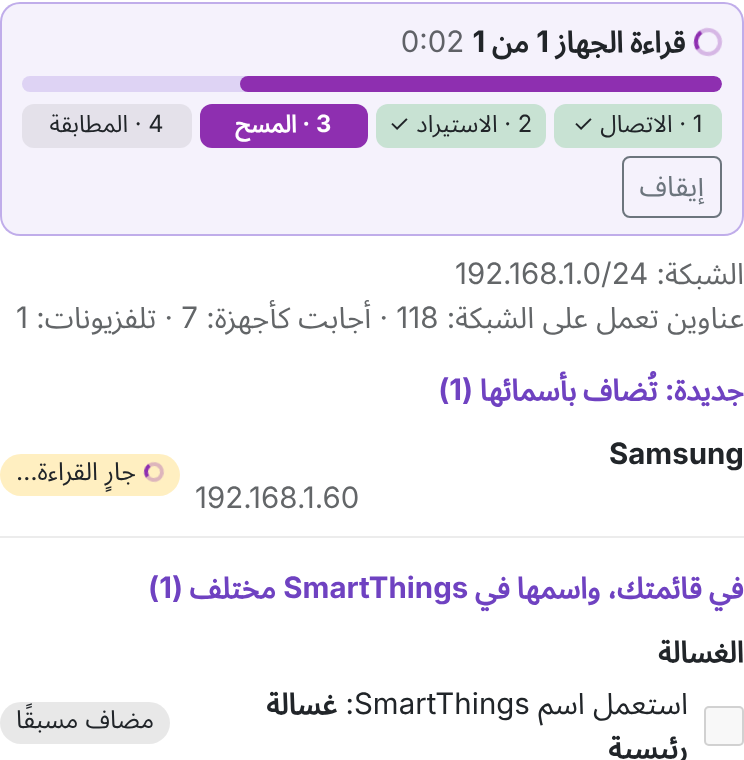 قراءة الجهاز 1 من 1 0:02
1 · الاتصال ✓
2 · الاستيراد ✓
3 · المسح
4 · المطابقة
إيقاف
الشبكة: 192.168.1.0/24
عناوين تعمل على الشبكة: 118 · أجابت كأجهزة: 7 · تلفزيونات: 1
جديدة: تُضاف بأسمائها (1)
Samsung
192.168.1.60
جارٍ القراءة...
في قائمتك، واسمها في SmartThings مختلف (1)
الغسالة
استعمل اسم SmartThings: غسالة
رئيسية
مضاف مسبقًا